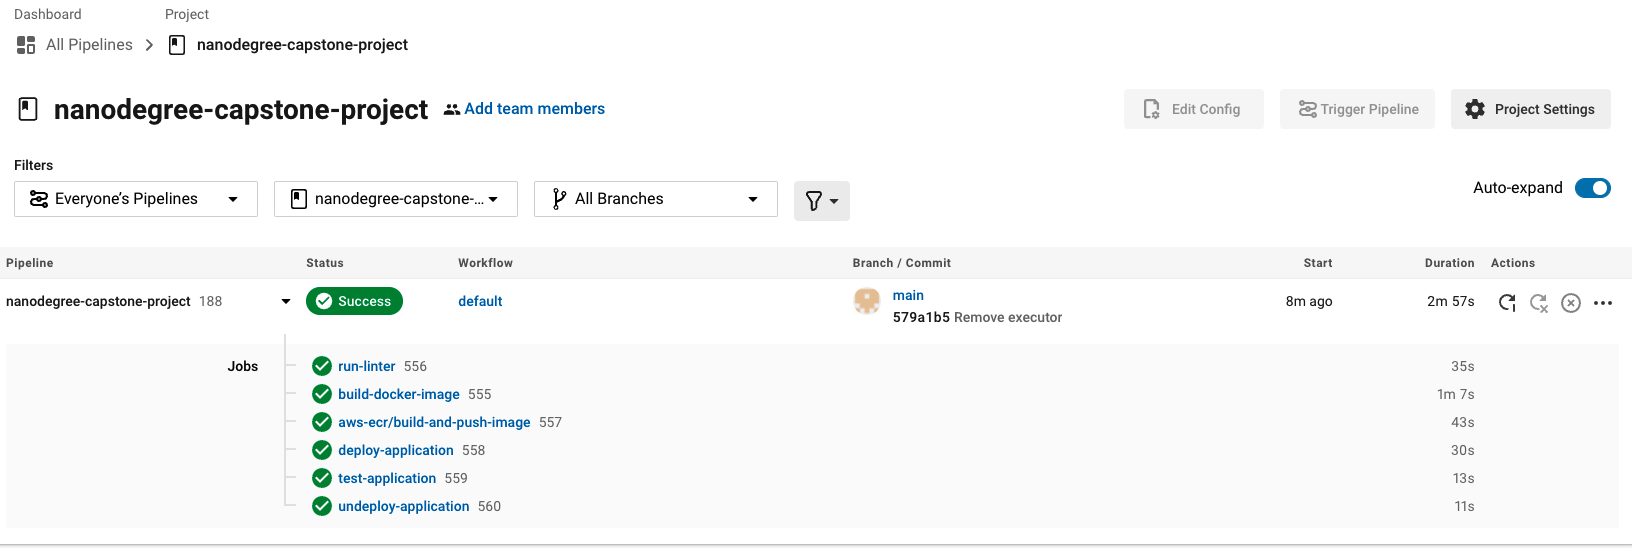 Dashboard Project
All Pipelines nanodegree-capstone-project
nanodegree-capstone-project Add team members Edit Config Trigger Pipeline Project Settings
Filters
Everyone’s Pipelines nanodegree-capstone-... All Branches Auto-expand
Pipeline Status Workflow Branch / Commit Start Duration Actions
nanodegree-capstone-project 188 Success default main 8m ago 2m 57s
579a1b5 Remove executor
Jobs run-linter 556 35s
build-docker-image 555 1m 7s
aws-ecr/build-and-push-image 557 43s
deploy-application 558 30s
test-application 559 13s
undeploy-application 560 11s